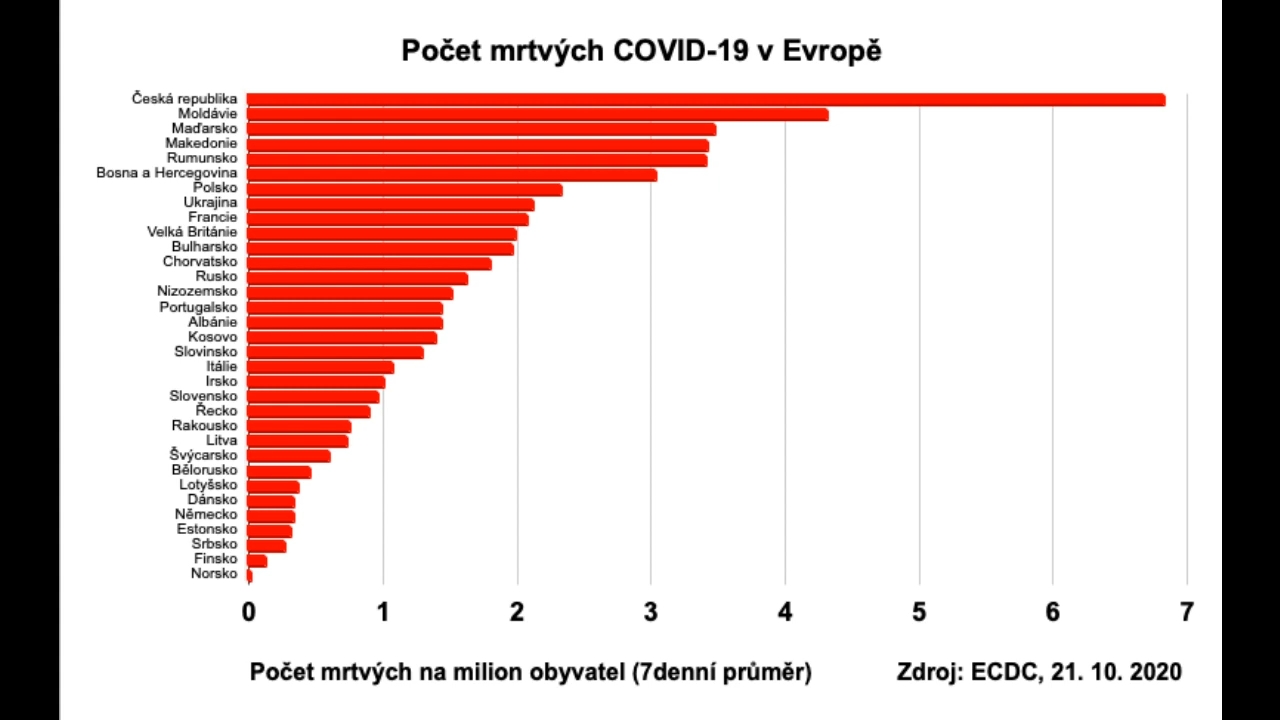 Počet mrtvých COVID-19 v Evropě
Česká republika
Moldávie
Maďarsko
Makedonie
Rumunsko
Bosna a Hercegovina
Polsko
Ukrajina
Francie
Velká Británie
Bulharsko
Chorvatsko
Rusko
Nizozemsko
Portugalsko
Albánie
Kosovo
Slovinsko
Itálie
Irsko
Slovensko
Řecko
Rakousko
Litva
Švýcarsko
Bělorusko
Lotyšsko
Dánsko
Německo
Estonsko
Srbsko
Finsko
Norsko
0 1 2 3 4 5 6 7
Počet mrtvých na milion obyvatel (7denní průměr) Zdroj: ECDC, 21. 10. 2020